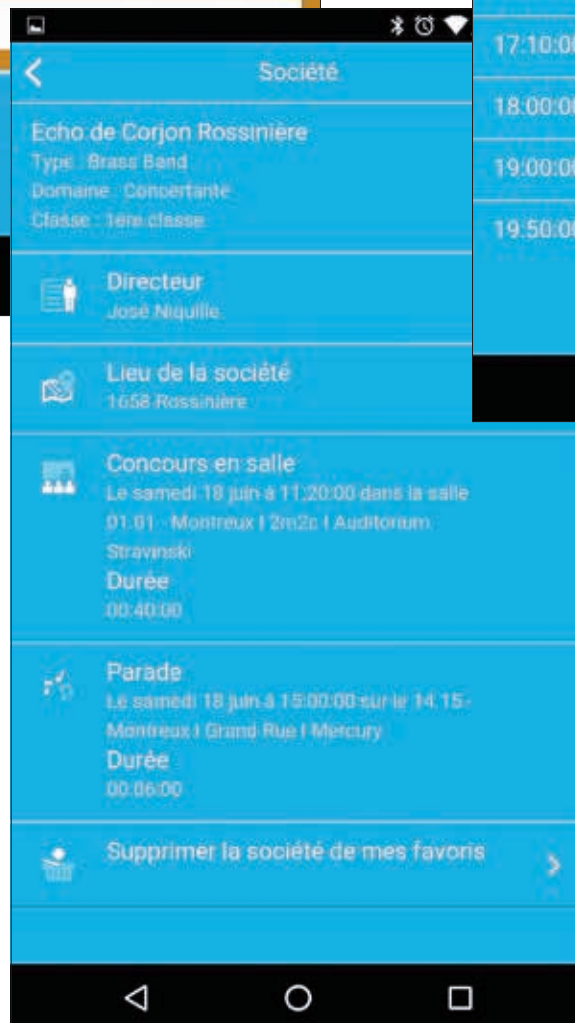 Société
Echo de Corjon Rossinière
Type : Brass Band
Domaine : Concertante
Classe : 1ère classe
Directeur
José Niquille
Lieu de la société
1658 Rossinière
Concours en salle
Le samedi 18 juin à 11:20:00 dans la salle
01.01 - Montreux I 2m2c I Auditorium
Stravinski
Durée
00:40:00
Parade
Le samedi 18 juin à 15:00:00 sur le 14.15 -
Montreux I Grand-Rue I Mercury
Durée
00:06:00
Supprimer la société de mes favoris
17:10:00
18:00:00
19:00:00
19:50:00